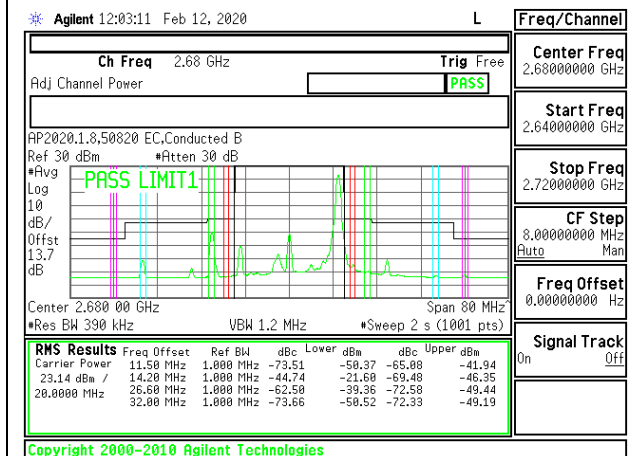 Agilent 12:03:11 Feb 12, 2020 L
Freq/Channel
Ch Freq 2.68 GHz Trig Free
Adj Channel Power PASS
Center Freq
2.68000000 GHz
Start Freq
2.64000000 GHz
Stop Freq
2.72000000 GHz
CF Step
8.00000000 MHz
Auto Man
Freq Offset
0.00000000 Hz
Signal Track
On Off
AP2020.1.8,50820 EC,Conducted B
Ref 30 dBm #Atten 30 dB
#Avg
Log
10
dB/
Offst
13.7
dB
PASS LIMIT1
Center 2.680 00 GHz Span 80 MHz^
#Res BW 390 kHz VBW 1.2 MHz #Sweep 2 s (1001 pts)
RMS Results Freq Offset Ref BW dBc Lower dBm dBc Upper dBm
Carrier Power 11.50 MHz 1.000 MHz -73.51 -50.37 -65.08 -41.94
23.14 dBm / 14.20 MHz 1.000 MHz -44.74 -21.60 -69.48 -46.35
20.0000 MHz 26.60 MHz 1.000 MHz -62.50 -39.36 -72.58 -49.44
32.00 MHz 1.000 MHz -73.66 -50.52 -72.33 -49.19
Copyright 2000-2010 Agilent Technologies